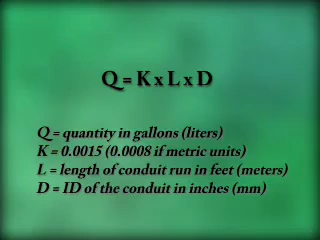 Q = K x L x D
Q = quantity in gallons (liters)
K = 0.0015 (0.0008 if metric units)
L = length of conduit run in feet (meters)
D = ID of the conduit in inches (mm)